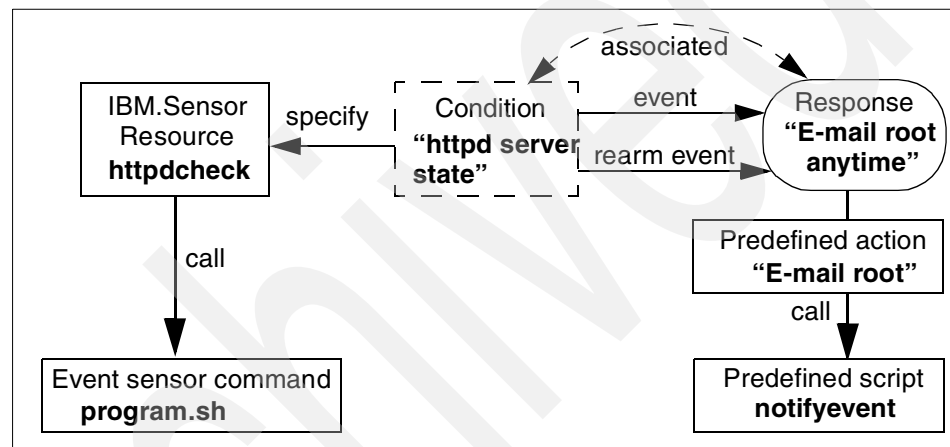 associated
IBM.Sensor
Resource
httpdcheck
specify
Condition
“httpd server
state”
event
rearm event
Response
“E-mail root
anytime”
call
Predefined action
“E-mail root”
call
Event sensor command
program.sh
Predefined script
notifyevent